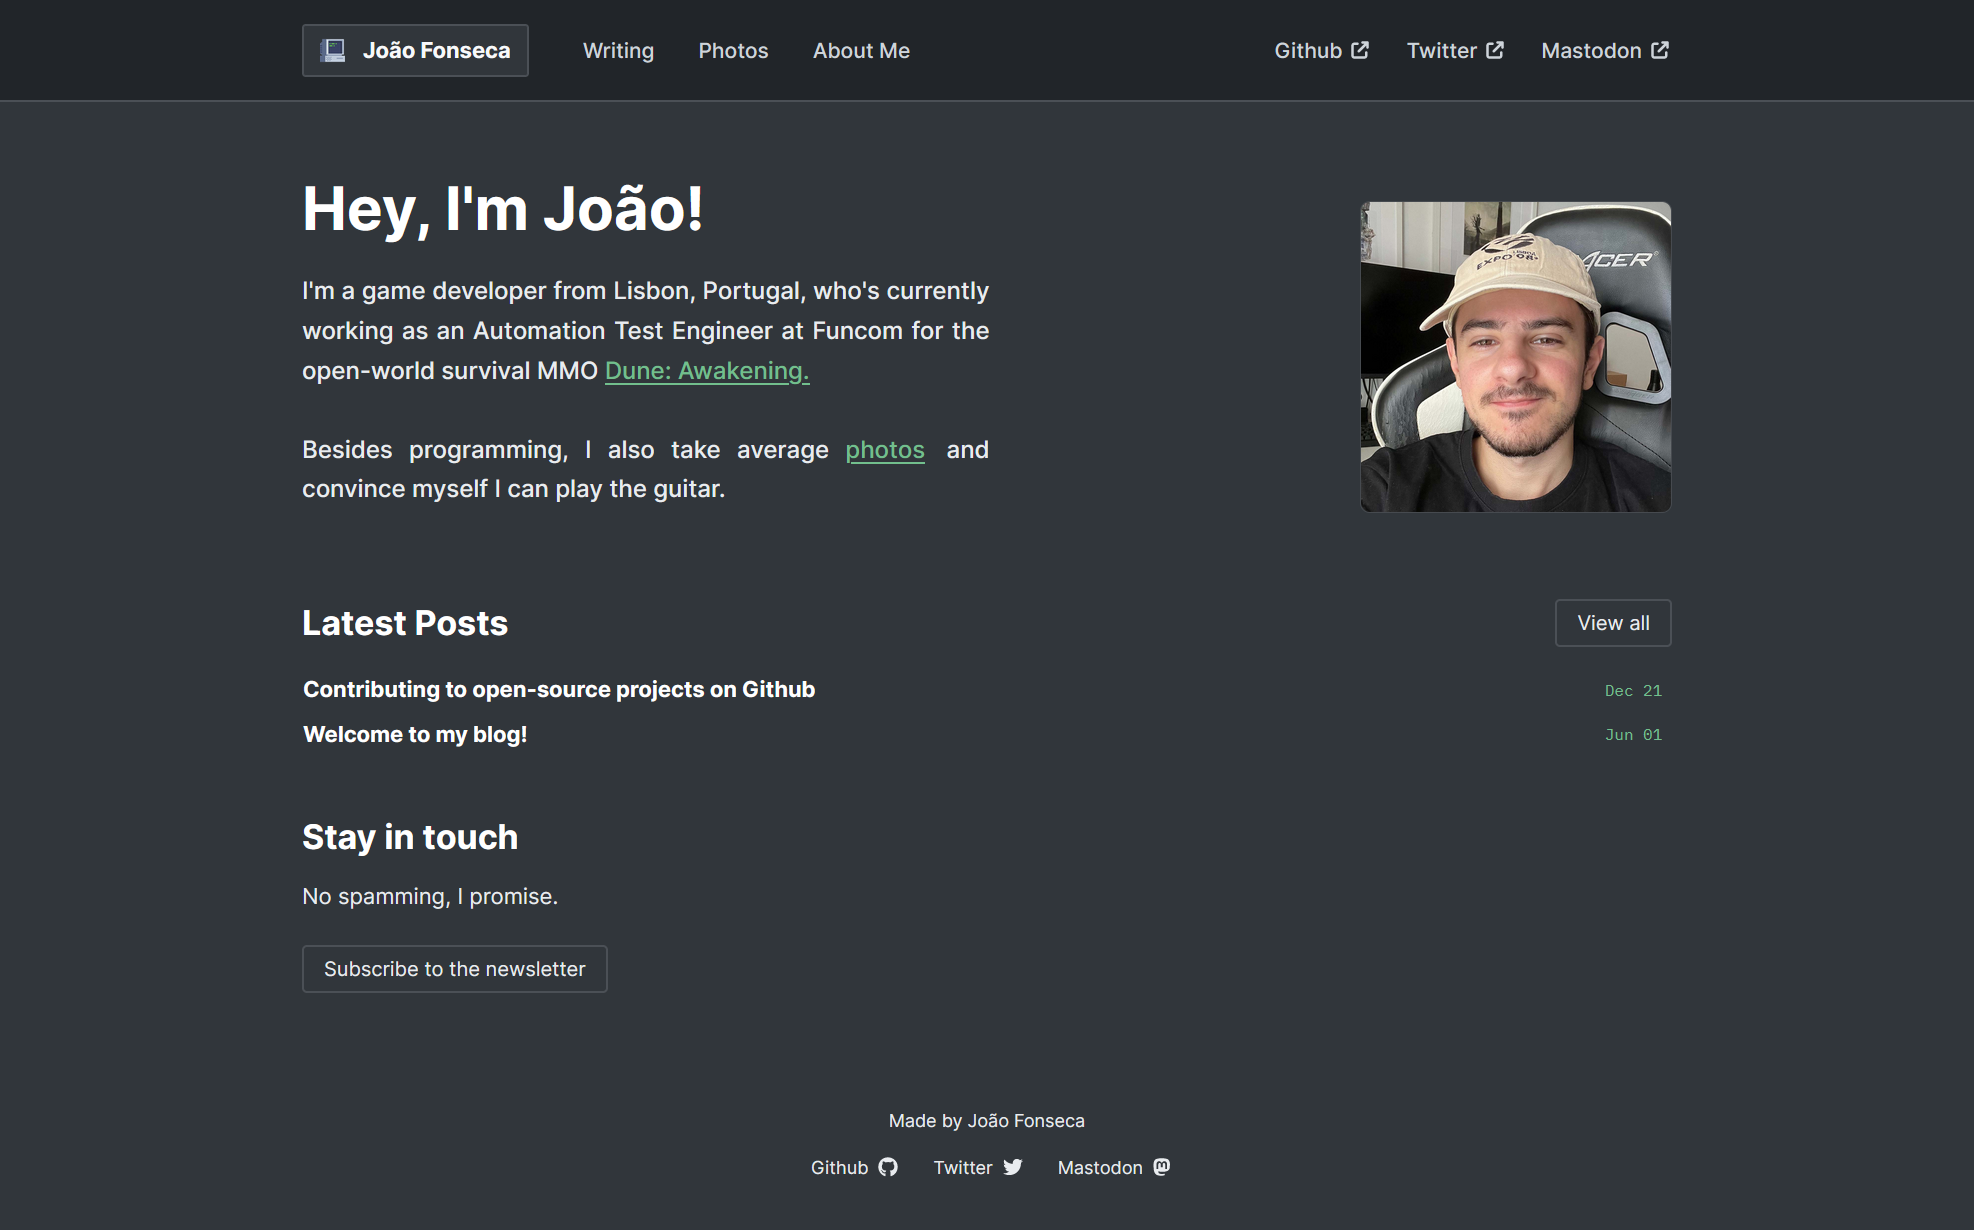 João Fonseca
Writing
Photos
About Me
Github
Twitter
Mastodon
Hey, I'm João!
I'm a game developer from Lisbon, Portugal, who's currently
working as an Automation Test Engineer at Funcom for the
open-world survival MMO Dune: Awakening.
Besides programming, I also take average photos and
convince myself I can play the guitar.
EXPO'08
ACER
Latest Posts
View all
Contributing to open-source projects on Github
Dec 21
Welcome to my blog!
Jun 01
Stay in touch
No spamming, I promise.
Subscribe to the newsletter
Made by João Fonseca
Github
Twitter
Mastodon